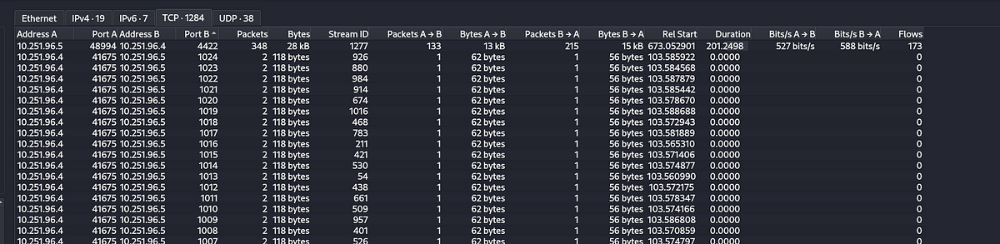 Ethernet IPv4 · 19 IPv6 · 7 TCP · 1284 UDP · 38
Address A Port A Address B Port B Packets Bytes Stream ID Packets A → B Bytes A → B Packets B → A Bytes B → A Rel Start Duration Bits/s A → B Bits/s B → A Flows
10.251.96.5 48994 10.251.96.4 4422 348 28 kB 1277 133 13 kB 215 15 kB 673.052901 201.2498 527 bits/s 588 bits/s 173
10.251.96.4 41675 10.251.96.5 1024 2 118 bytes 926 1 62 bytes 1 56 bytes 103.585922 0.0000 0
10.251.96.4 41675 10.251.96.5 1023 2 118 bytes 880 1 62 bytes 1 56 bytes 103.584568 0.0000 0
10.251.96.4 41675 10.251.96.5 1022 2 118 bytes 984 1 62 bytes 1 56 bytes 103.587879 0.0000 0
10.251.96.4 41675 10.251.96.5 1021 2 118 bytes 914 1 62 bytes 1 56 bytes 103.585442 0.0000 0
10.251.96.4 41675 10.251.96.5 1020 2 118 bytes 674 1 62 bytes 1 56 bytes 103.578670 0.0000 0
10.251.96.4 41675 10.251.96.5 1019 2 118 bytes 1016 1 62 bytes 1 56 bytes 103.588688 0.0000 0
10.251.96.4 41675 10.251.96.5 1018 2 118 bytes 468 1 62 bytes 1 56 bytes 103.572943 0.0000 0
10.251.96.4 41675 10.251.96.5 1017 2 118 bytes 783 1 62 bytes 1 56 bytes 103.581889 0.0000 0
10.251.96.4 41675 10.251.96.5 1016 2 118 bytes 211 1 62 bytes 1 56 bytes 103.565310 0.0000 0
10.251.96.4 41675 10.251.96.5 1015 2 118 bytes 421 1 62 bytes 1 56 bytes 103.571406 0.0000 0
10.251.96.4 41675 10.251.96.5 1014 2 118 bytes 530 1 62 bytes 1 56 bytes 103.574877 0.0000 0
10.251.96.4 41675 10.251.96.5 1013 2 118 bytes 54 1 62 bytes 1 56 bytes 103.560990 0.0000 0
10.251.96.4 41675 10.251.96.5 1012 2 118 bytes 438 1 62 bytes 1 56 bytes 103.572175 0.0000 0
10.251.96.4 41675 10.251.96.5 1011 2 118 bytes 661 1 62 bytes 1 56 bytes 103.578347 0.0000 0
10.251.96.4 41675 10.251.96.5 1010 2 118 bytes 509 1 62 bytes 1 56 bytes 103.574166 0.0000 0
10.251.96.4 41675 10.251.96.5 1009 2 118 bytes 957 1 62 bytes 1 56 bytes 103.586808 0.0000 0
10.251.96.4 41675 10.251.96.5 1008 2 118 bytes 401 1 62 bytes 1 56 bytes 103.570859 0.0000 0
10.251.96.4 41675 10.251.96.5 1007 2 118 bytes 526 1 62 bytes 1 56 bytes 103.574797 0.0000 0